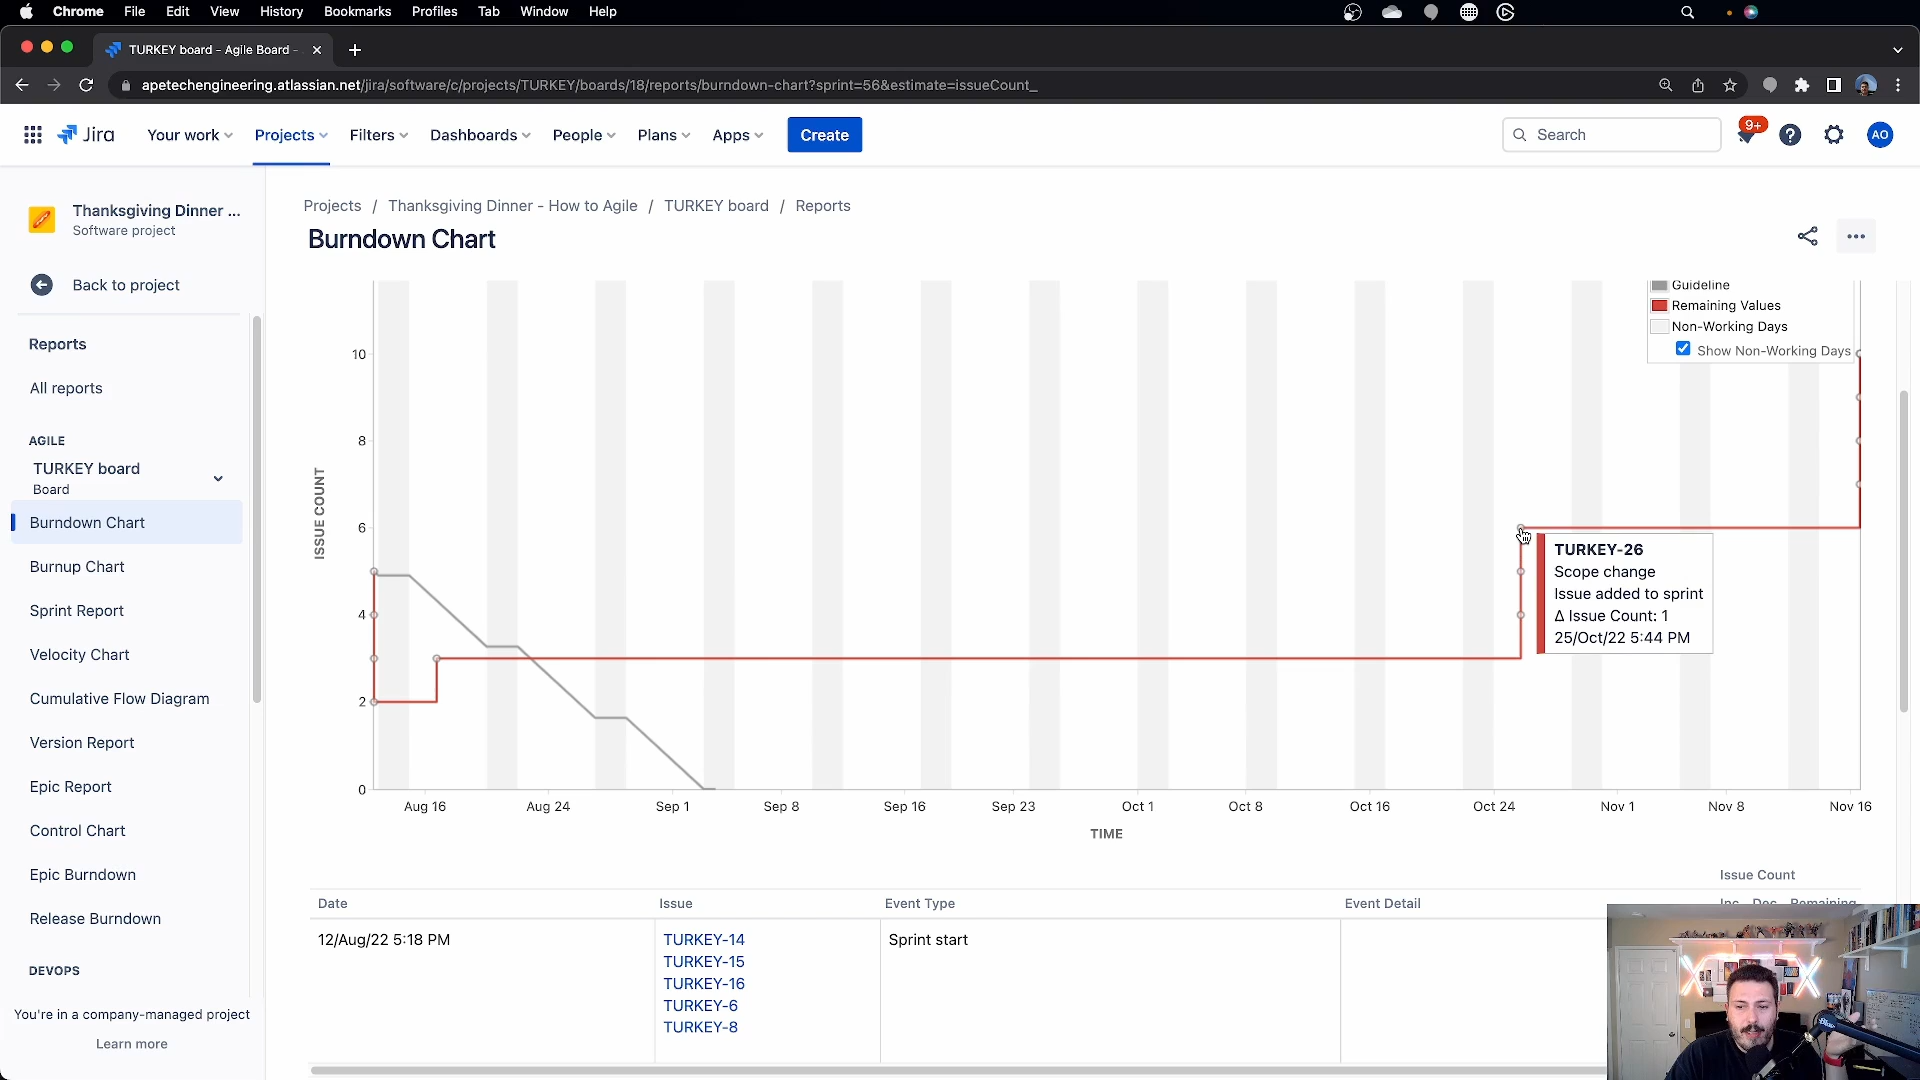 Chrome File Edit View History Bookmarks Profiles Tab Window Help
TURKEY board - Agile Board -
apetechengineering.atlassian.net/jira/software/c/projects/TURKEY/boards/18/reports/burndown-chart?sprint=56&estimate=issueCount_
Jira Your work Projects Filters Dashboards People Plans Apps Create Search 9+ AO
Thanksgiving Dinner ...
Software project
Back to project
Reports
All reports
AGILE
TURKEY board
Board
Burndown Chart
Burnup Chart
Sprint Report
Velocity Chart
Cumulative Flow Diagram
Version Report
Epic Report
Control Chart
Epic Burndown
Release Burndown
DEVOPS
You're in a company-managed project
Learn more
Projects / Thanksgiving Dinner - How to Agile / TURKEY board / Reports
Burndown Chart
Guideline
Remaining Values
Non-Working Days
Show Non-Working Days
ISSUE COUNT
10
8
6
4
2
0
TURKEY-26
Scope change
Issue added to sprint
Δ Issue Count: 1
25/Oct/22 5:44 PM
Aug 16 Aug 24 Sep 1 Sep 8 Sep 16 Sep 23 Oct 1 Oct 8 Oct 16 Oct 24 Nov 1 Nov 8 Nov 16
TIME
Issue Count
Date Issue Event Type Event Detail Inc. Dec. Remaining
12/Aug/22 5:18 PM TURKEY-14 Sprint start
TURKEY-15
TURKEY-16
TURKEY-6
TURKEY-8